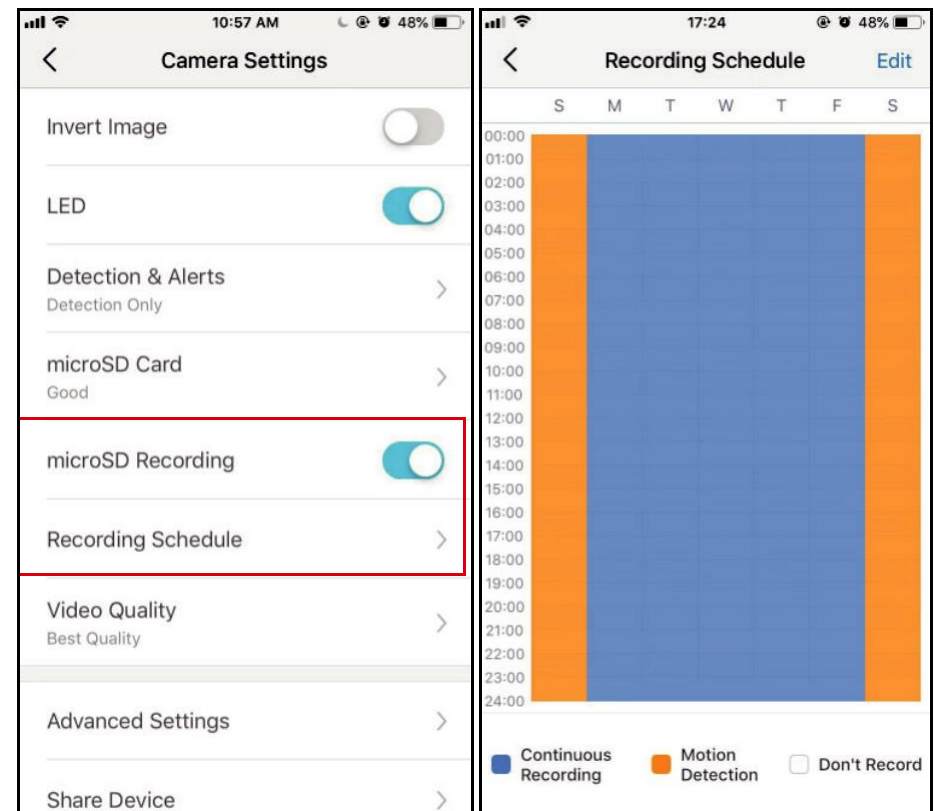 10:57 AM 48%
Camera Settings
Invert Image
LED
Detection & Alerts
Detection Only
microSD Card
Good
microSD Recording
Recording Schedule
Video Quality
Best Quality
Advanced Settings
Share Device
17:24 48%
Recording Schedule Edit
S M T W T F S
00:00
01:00
02:00
03:00
04:00
05:00
06:00
07:00
08:00
09:00
10:00
11:00
12:00
13:00
14:00
15:00
16:00
17:00
18:00
19:00
20:00
21:00
22:00
23:00
24:00
Continuous
Recording
Motion
Detection
Don't Record